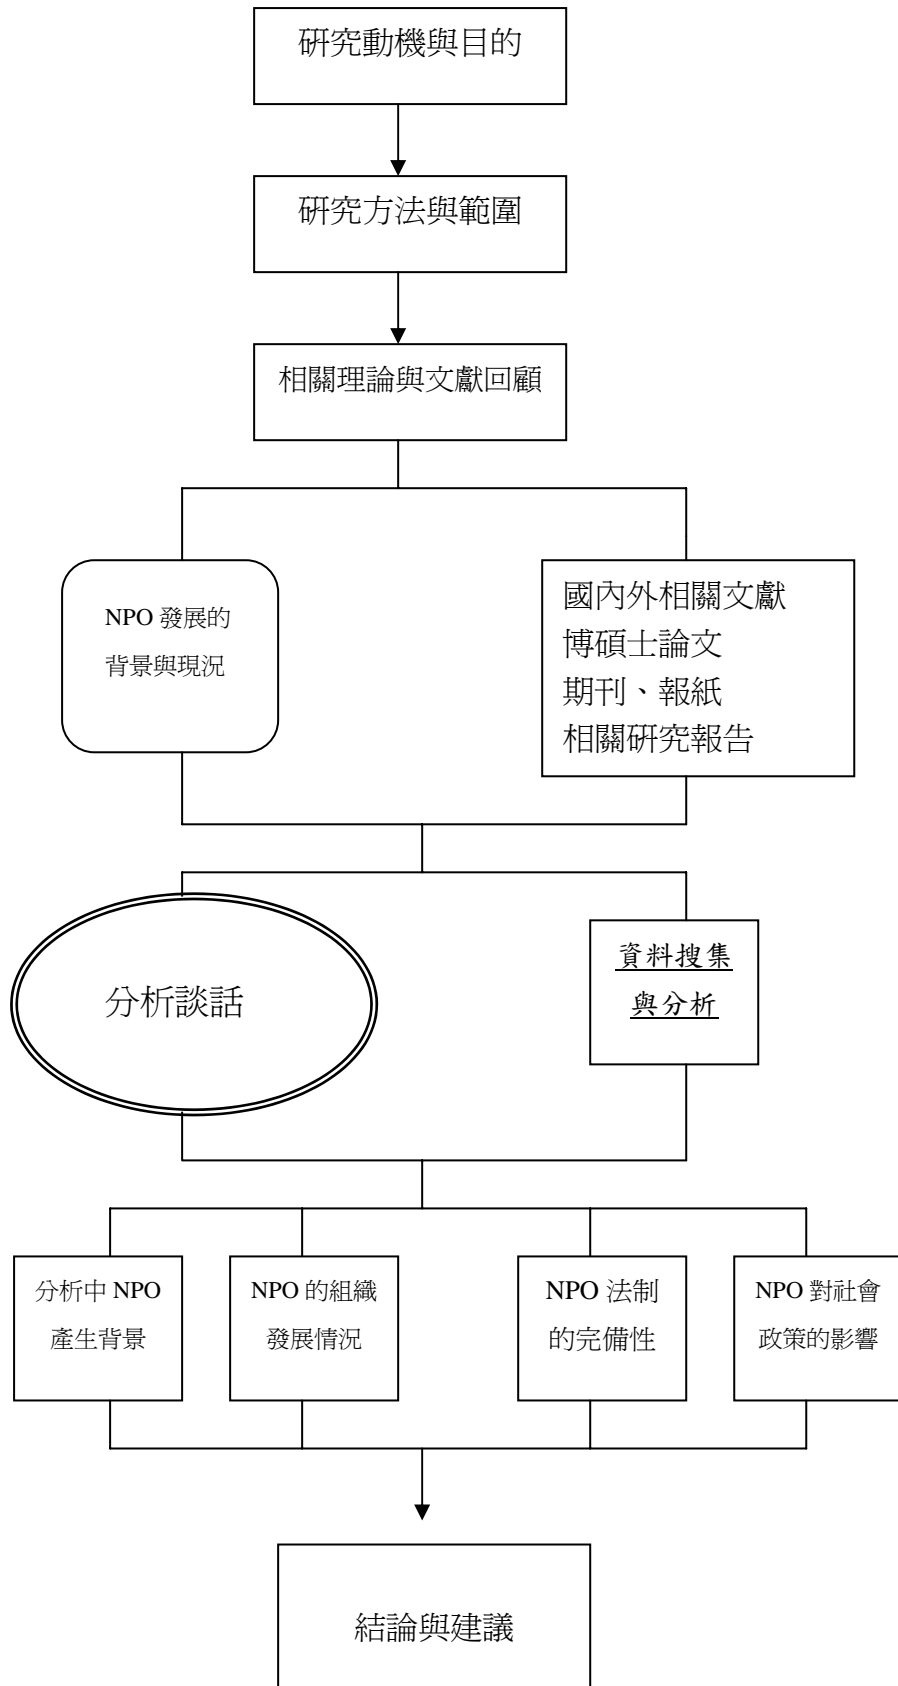 研究動機與目的
研究方法與範圍
相關理論與文獻回顧
NPO 發展的
背景與現況
國內外相關文獻
博碩士論文
期刊、報紙
相關研究報告
分析談話
資料搜集
與分析
分析中 NPO
產生背景
NPO 的組織
發展情況
NPO 法制
的完備性
NPO 對社會
政策的影響
結論與建議